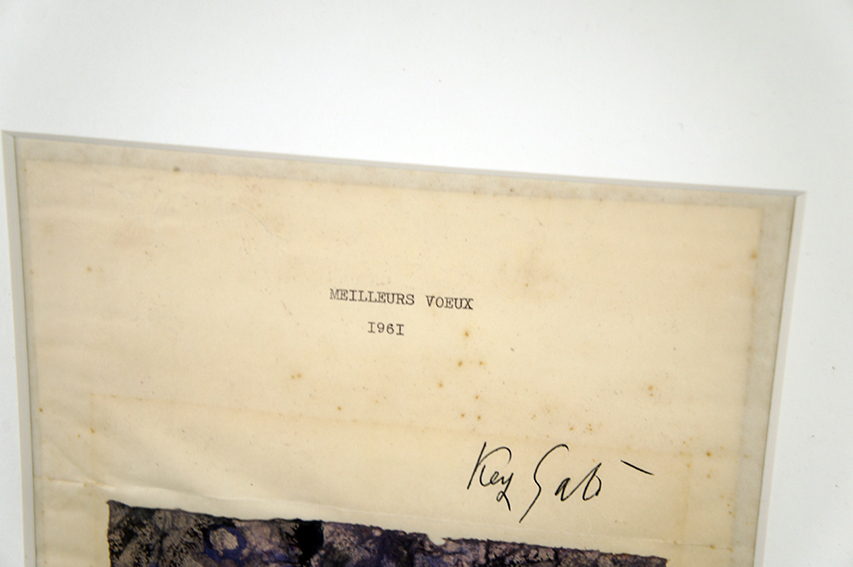 MEILLEURS VOEUX
I96I
Key Sato